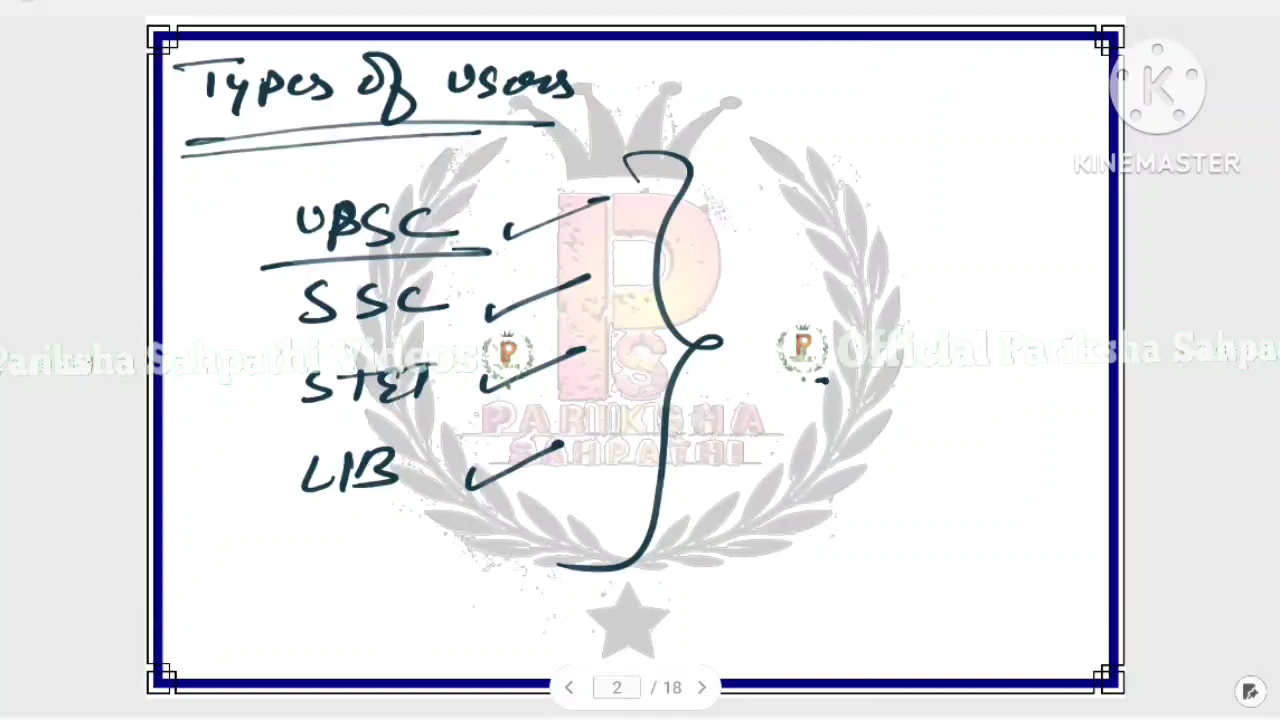 Types of users
KINEMASTER
UPSC
SSC
Pariksha Sahpathi Videos
Official Pariksha Sahpa
STET
PARIKSHA
SAHPATHI
LIB
2 / 18